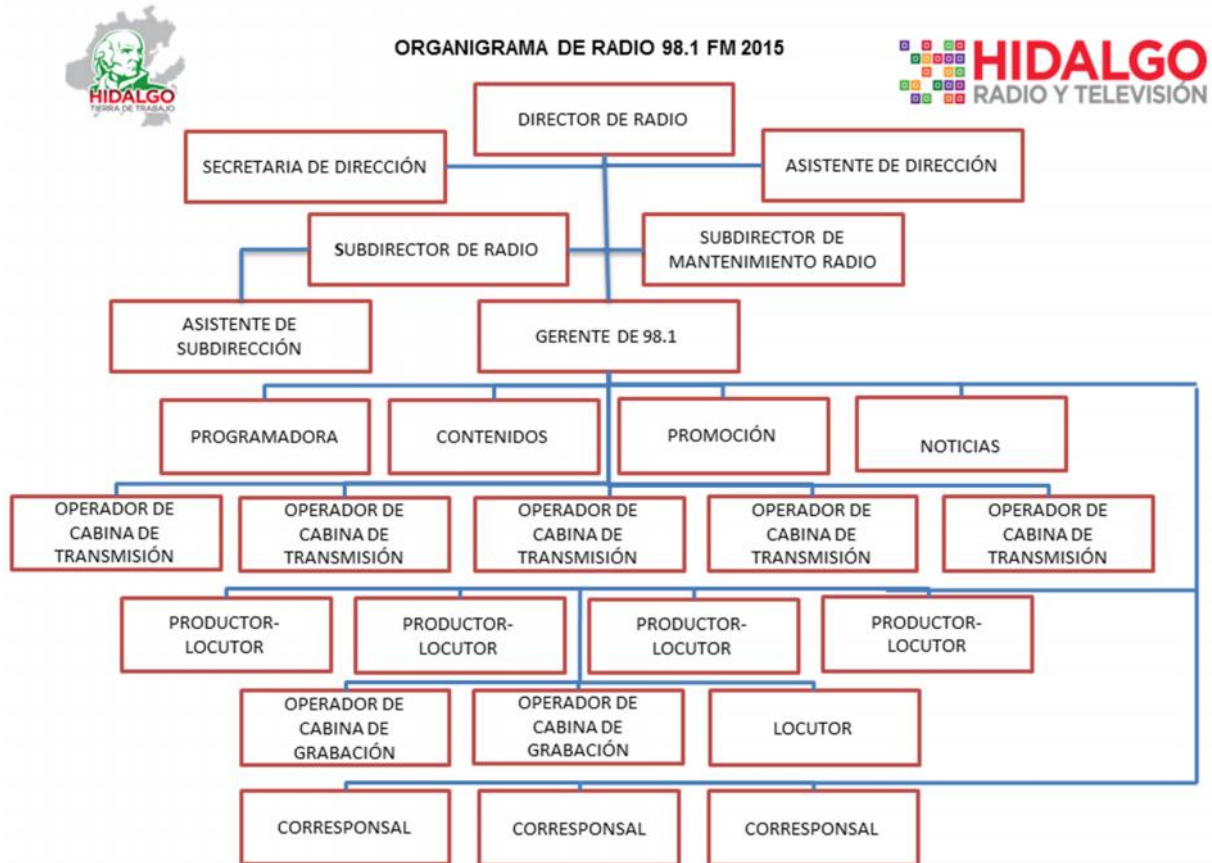 ORGANIGRAMA DE RADIO 98.1 FM 2015
HIDALGO
TIERRA DE TRABAJO
HIDALGO
RADIO Y TELEVISIÓN
DIRECTOR DE RADIO
SECRETARIA DE DIRECCIÓN
ASISTENTE DE DIRECCIÓN
SUBDIRECTOR DE RADIO
SUBDIRECTOR DE
MANTENIMIENTO RADIO
ASISTENTE DE
SUBDIRECCIÓN
GERENTE DE 98.1
PROGRAMADORA
CONTENIDOS
PROMOCIÓN
NOTICIAS
OPERADOR DE
CABINA DE
TRANSMISIÓN
OPERADOR DE
CABINA DE
TRANSMISIÓN
OPERADOR DE
CABINA DE
TRANSMISIÓN
OPERADOR DE
CABINA DE
TRANSMISIÓN
OPERADOR DE
CABINA DE
TRANSMISIÓN
PRODUCTOR-
LOCUTOR
PRODUCTOR-
LOCUTOR
PRODUCTOR-
LOCUTOR
PRODUCTOR-
LOCUTOR
OPERADOR DE
CABINA DE
GRABACIÓN
OPERADOR DE
CABINA DE
GRABACIÓN
LOCUTOR
CORRESPONSAL
CORRESPONSAL
CORRESPONSAL